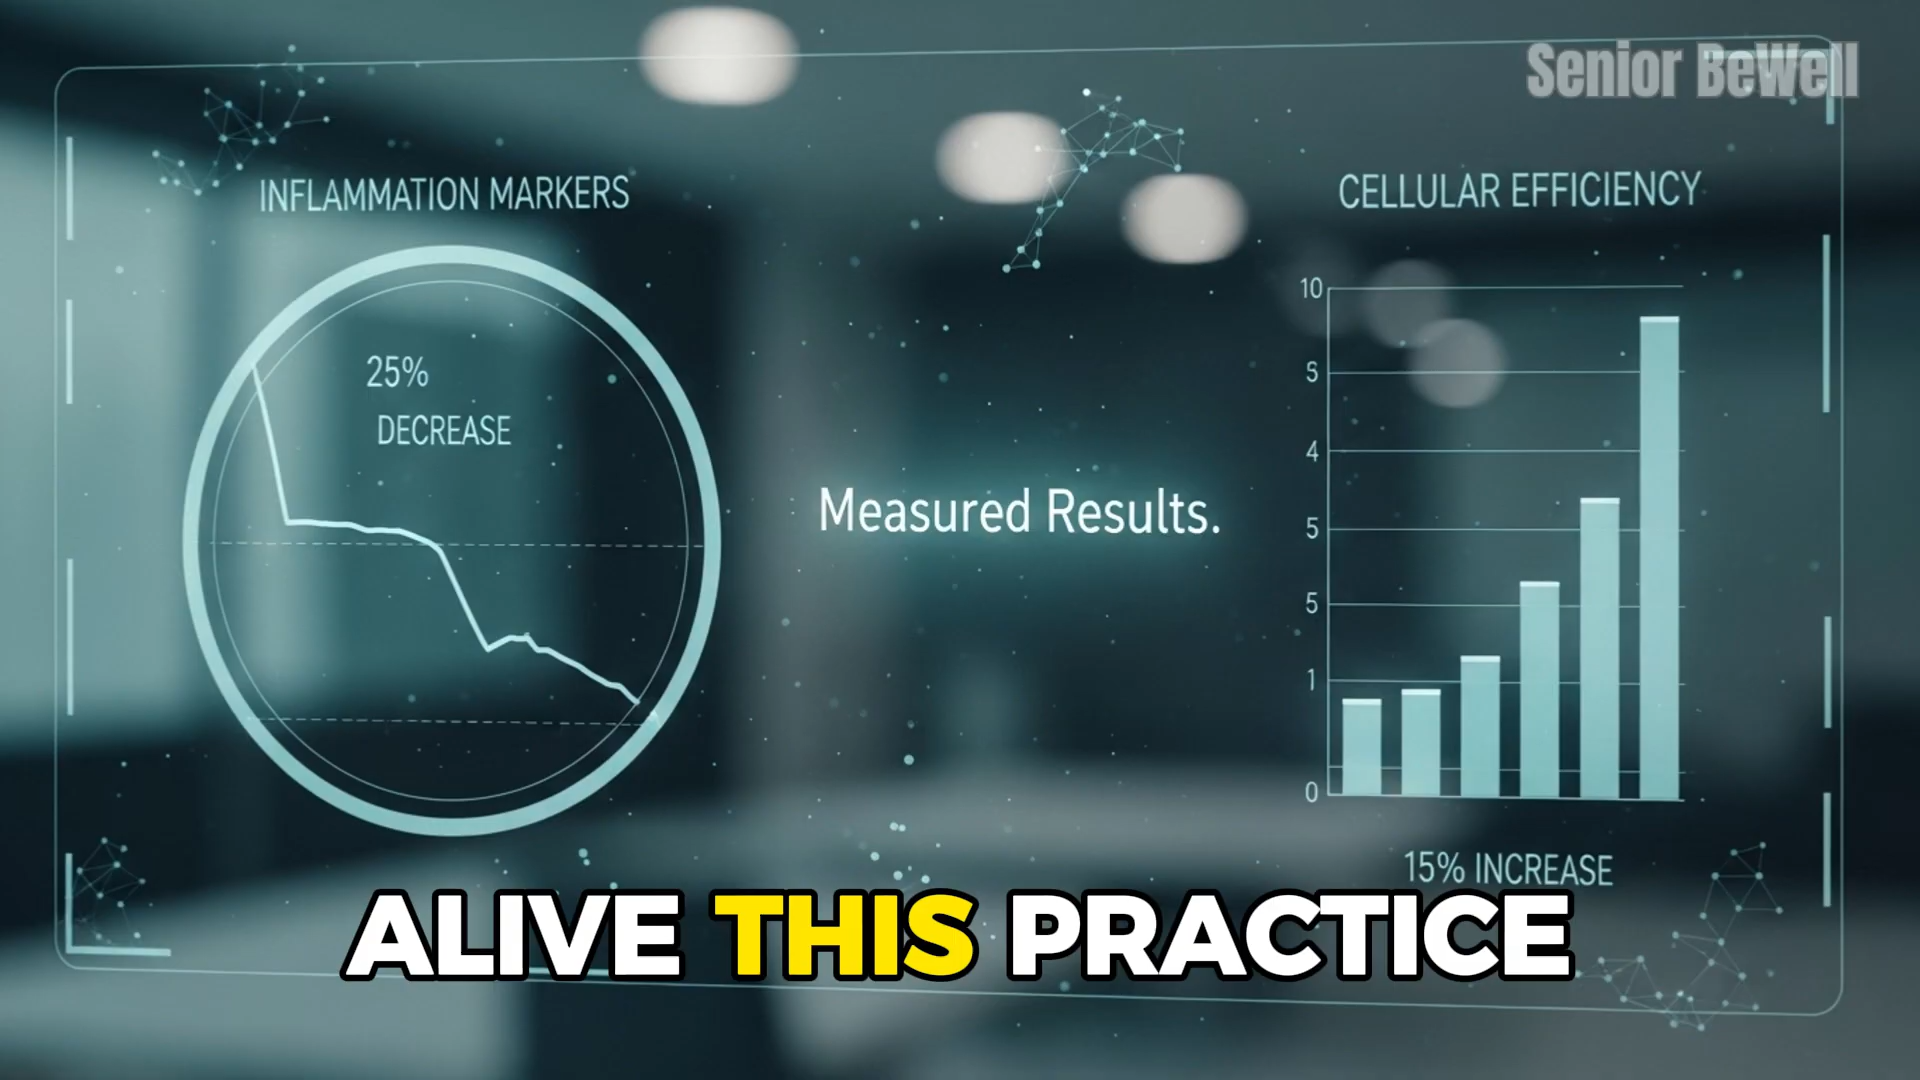 Senior BeWell
INFLAMMATION MARKERS
25%
DECREASE
Measured Results.
CELLULAR EFFICIENCY
10
5
4
5
5
1
0
15% INCREASE
ALIVE THIS PRACTICE